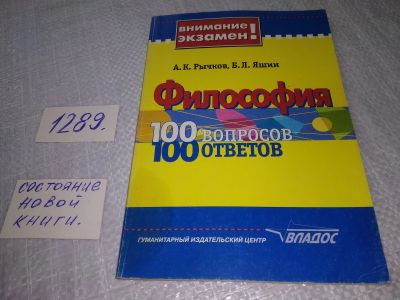 внимание
экзамен!
А. К. Рычков, Б. Л. Яшин
Философия
100 ВОПРОСОВ
100 ОТВЕТОВ
ГУМАНИТАРНЫЙ ИЗДАТЕЛЬСКИЙ ЦЕНТР
ВЛАДОС
1289.
состояние
новой
книги.